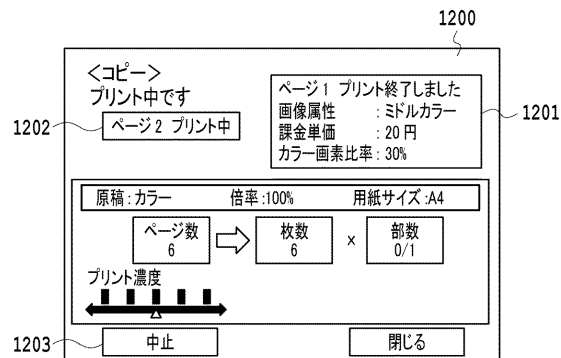 1200
<コピー>
プリント中です
1202
ページ2 プリント中
ページ1 プリント終了しました
画像属性 :ミドルカラー
課金単価 :20円
カラー画素比率:30%
1201
原稿:カラー 倍率:100% 用紙サイズ:A4
ページ数
6
枚数
6
×
部数
0/1
プリント濃度
1203
中止
閉じる